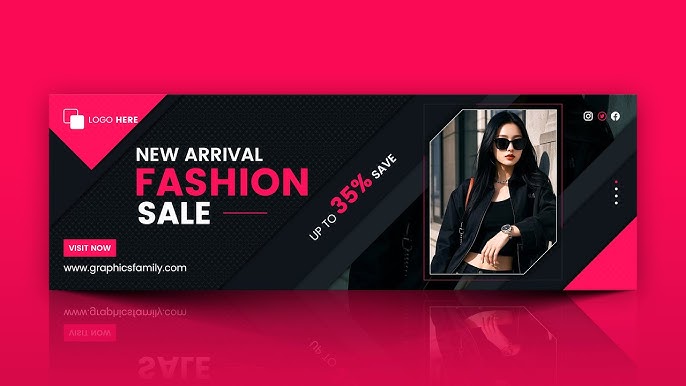 LOGO HERE
NEW ARRIVAL
FASHION
SALE
UP TO 35% SAVE
VISIT NOW
www.graphicsfamily.com